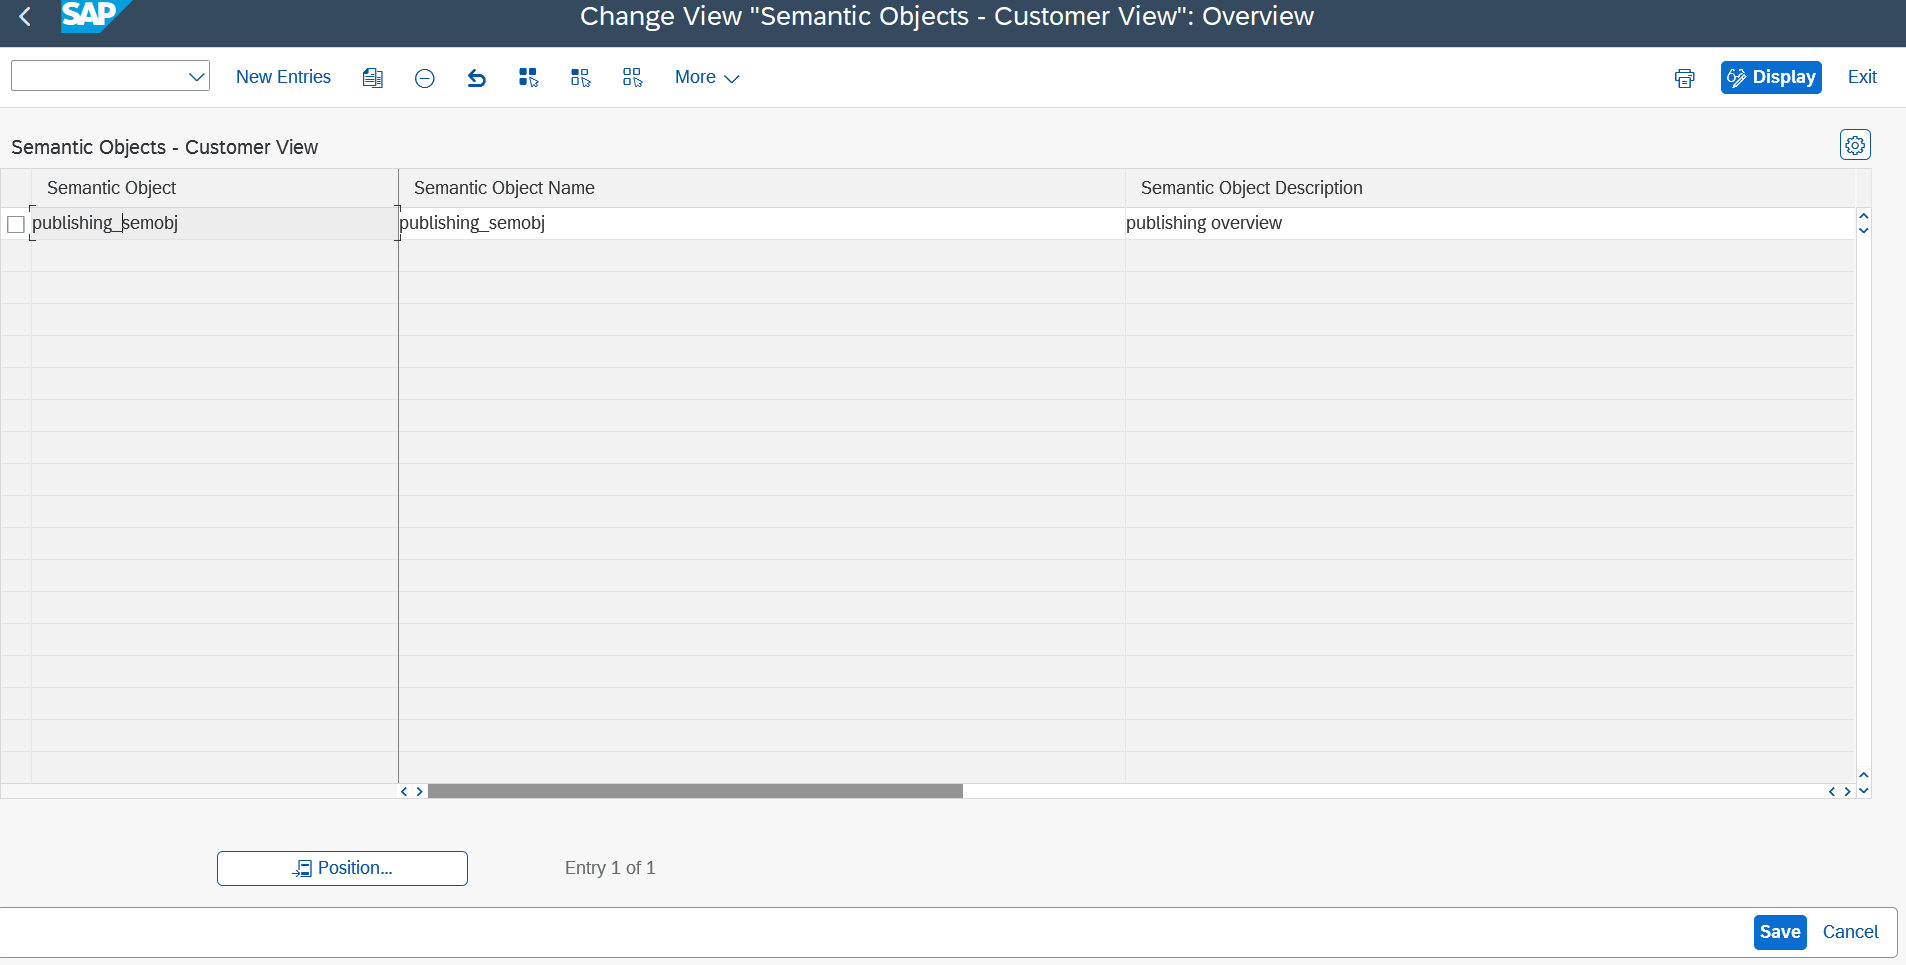 SAP
Change View "Semantic Objects - Customer View": Overview
New Entries
More
Display
Exit
Semantic Objects - Customer View
Semantic Object
Semantic Object Name
Semantic Object Description
publishing_semobj
publishing_semobj
publishing overview
Position...
Entry 1 of 1
Save
Cancel